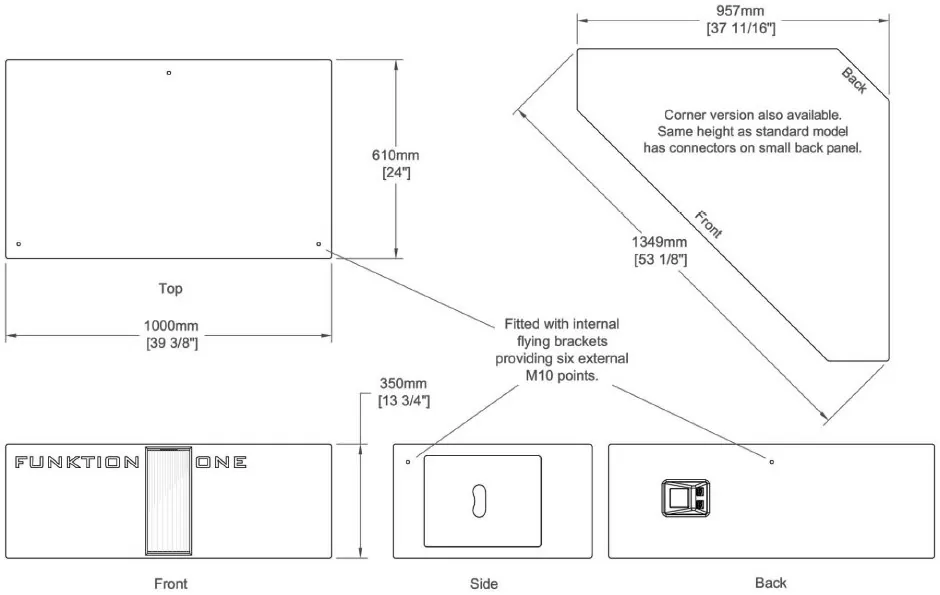 957mm
[37 11/16"]
Back
Corner version also available.
Same height as standard model
has connectors on small back panel.
610mm
[24"]
Front
1349mm
[53 1/8"]
Top
1000mm
[39 3/8"]
Fitted with internal
flying brackets
providing six external
M10 points.
350mm
[13 3/4"]
FUNKTION ONE
Front
Side
Back